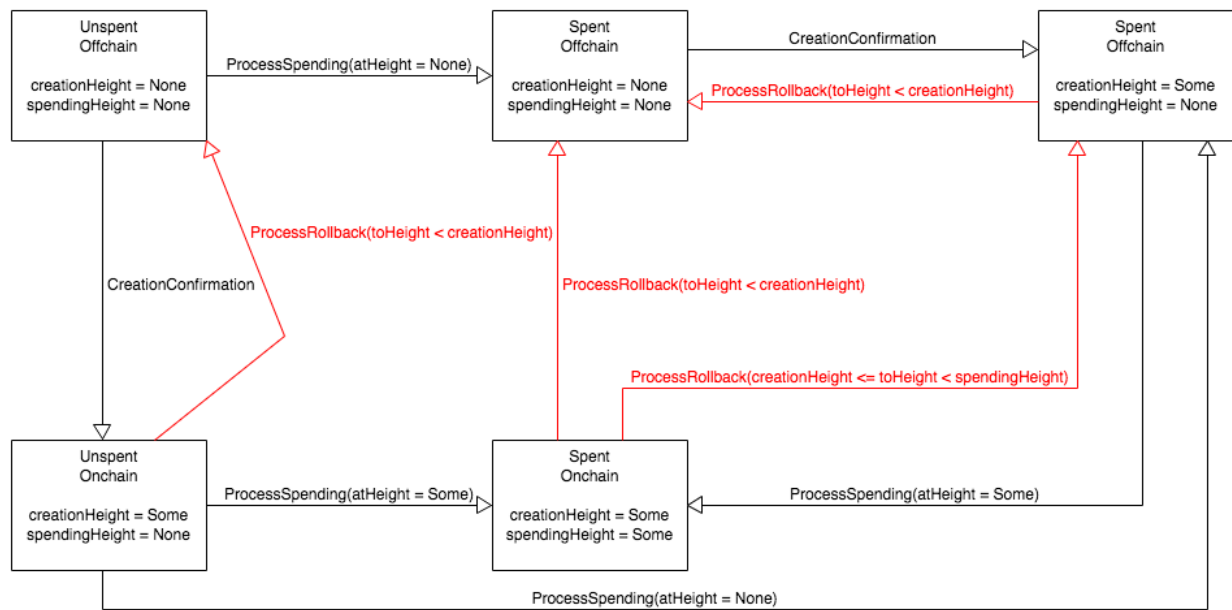 Unspent
Offchain
creationHeight = None
spendingHeight = None
ProcessSpending(atHeight = None)
Spent
Offchain
creationHeight = None
spendingHeight = None
CreationConfirmation
ProcessRollback(toHeight < creationHeight)
Spent
Offchain
creationHeight = Some
spendingHeight = None
ProcessRollback(toHeight < creationHeight)
CreationConfirmation
ProcessRollback(toHeight < creationHeight)
ProcessRollback(creationHeight <= toHeight < spendingHeight)
Unspent
Onchain
creationHeight = Some
spendingHeight = None
ProcessSpending(atHeight = Some)
Spent
Onchain
creationHeight = Some
spendingHeight = Some
ProcessSpending(atHeight = Some)
ProcessSpending(atHeight = None)